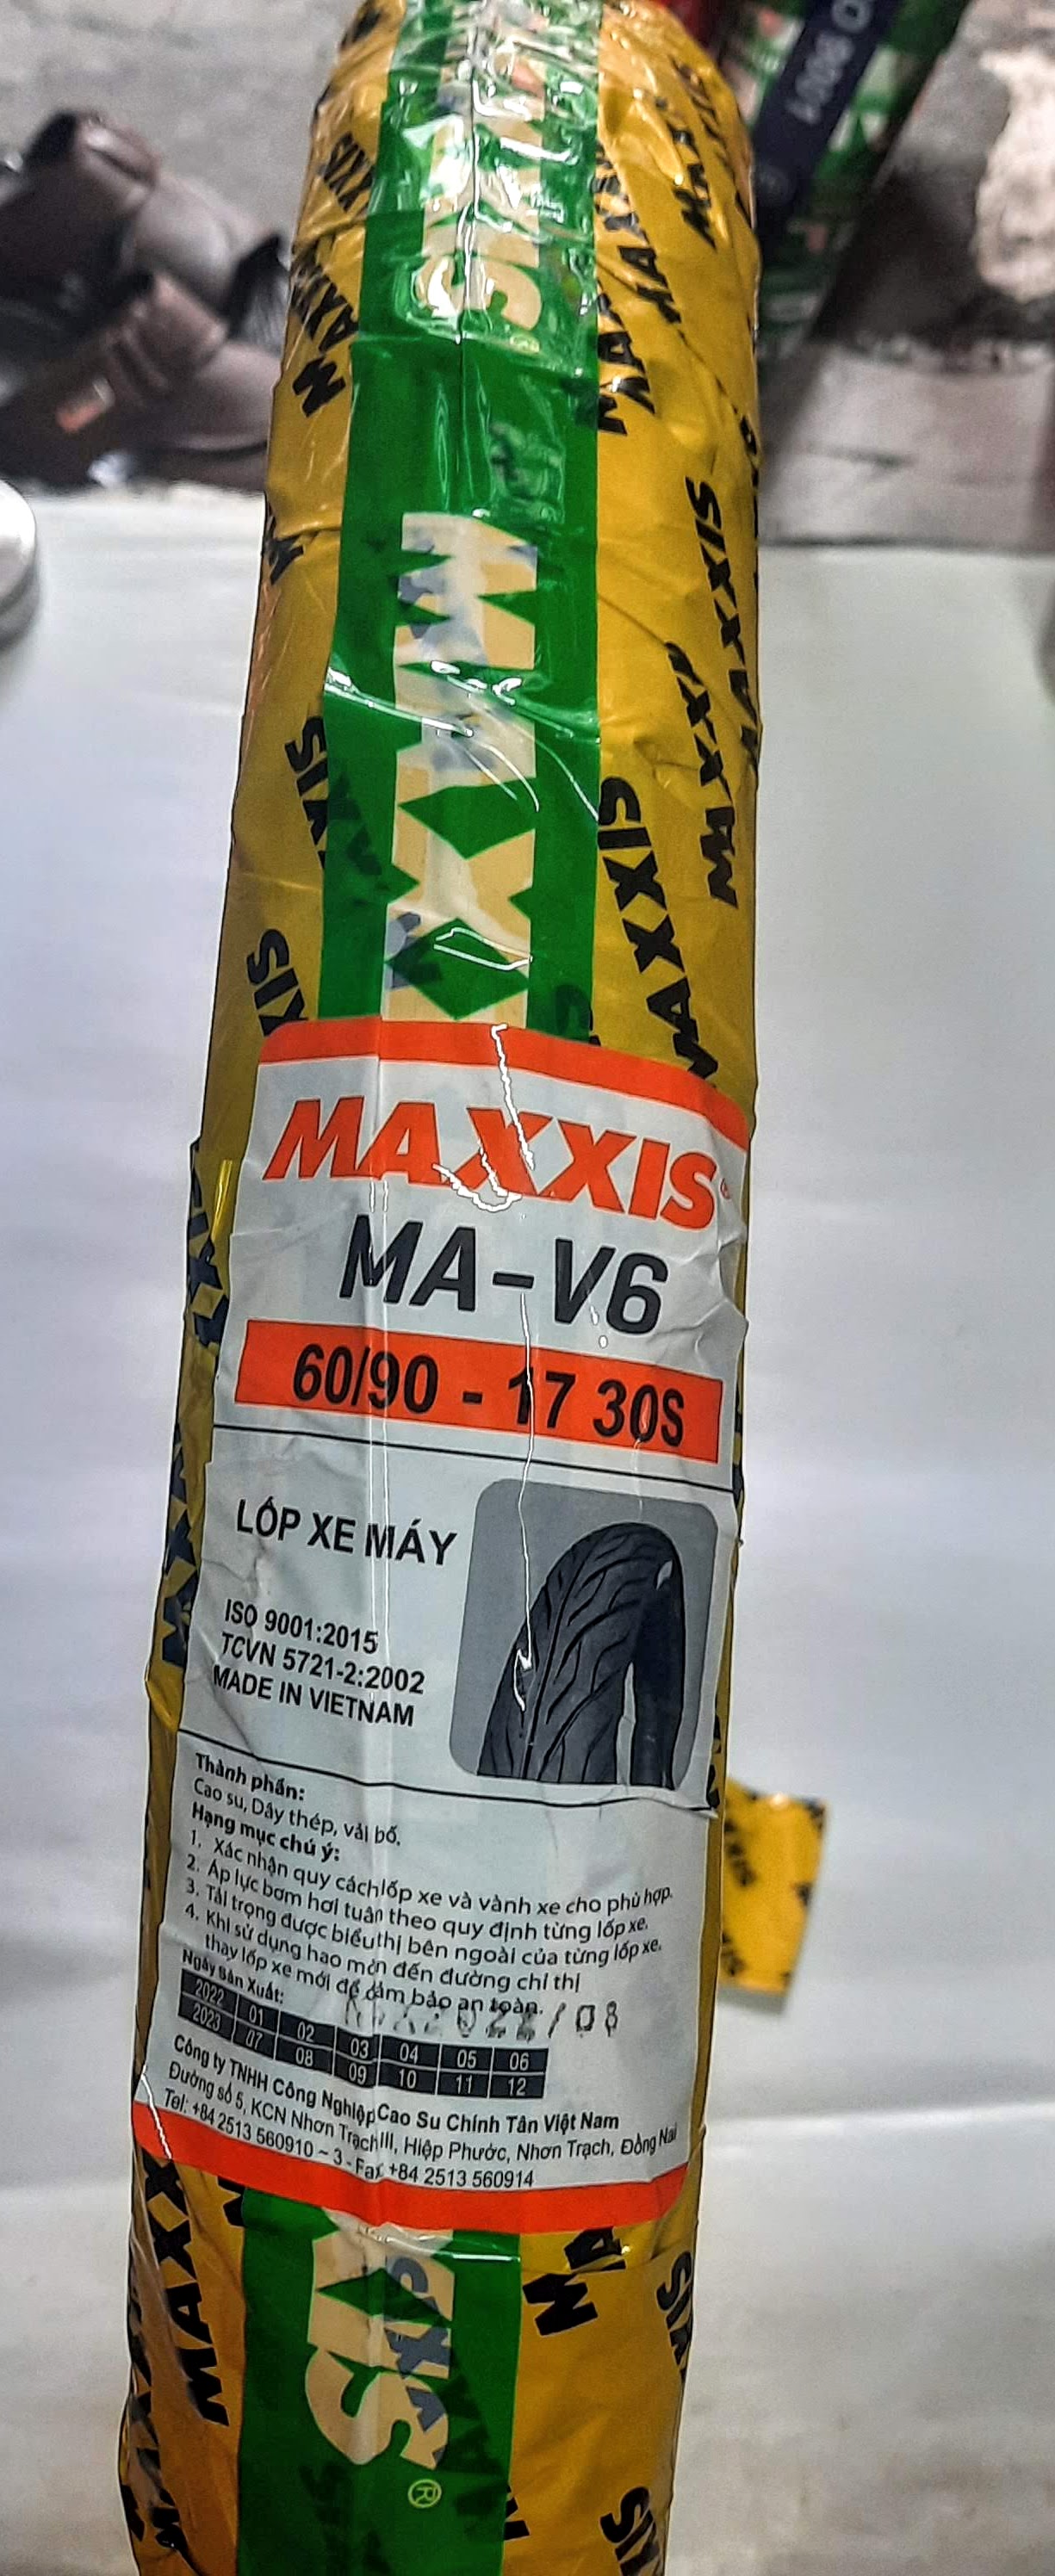 MAXXIS
MAXXIS®
MA-V6
60/90 - 17 30S
LỐP XE MÁY
ISO 9001:2015
TCVN 5721-2:2002
MADE IN VIETNAM
Thành phần:
Cao su, Dây thép, vải bố.
Hạng mục chú ý:
1. Xác nhận quy cách lốp xe và vành xe cho phù hợp.
2. Áp lực bơm hơi tuân theo quy định từng lốp xe.
3. Tải trọng được biểu thị bên ngoài của từng lốp xe.
4. Khi sử dụng hao mòn đến đường chỉ thị
thay lốp xe mới để đảm bảo an toàn.
Ngày Sản Xuất:
2022 01 02 03 04 05 06
2023 07 08 09 10 11 12
Công ty TNHH Công Nghiệp Cao Su Chính Tân Việt Nam
Đường số 5, KCN Nhơn Trạch III, Hiệp Phước, Nhơn Trạch, Đồng Nai
Tel: +84 2513 560910 ~ 3 - Fax +84 2513 560914
XIS
®